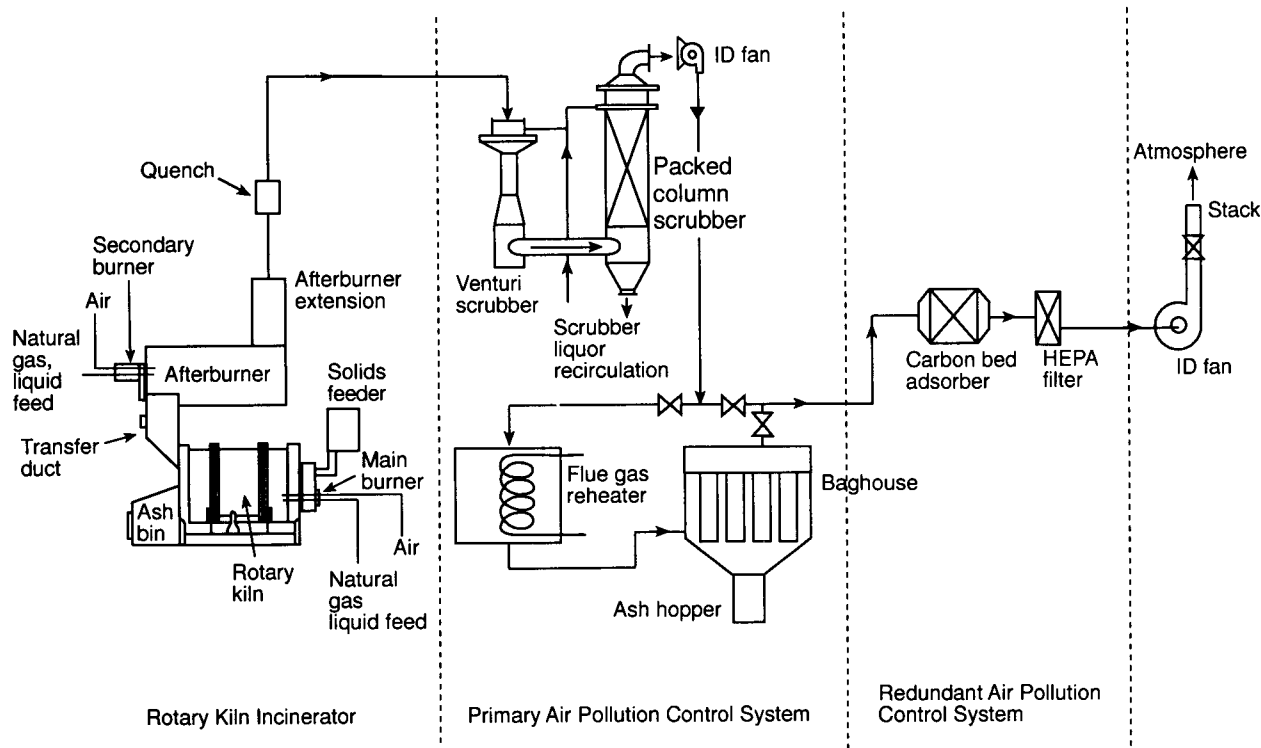 ID fan
Quench
Packed
column
scrubber
Atmosphere
Stack
Secondary
burner
Air
Afterburner
extension
Venturi
scrubber
Natural
gas,
liquid
feed
Afterburner
Solids
feeder
Scrubber
liquor
recirculation
Carbon bed
adsorber
HEPA
filter
ID fan
Transfer
duct
Main
burner
Flue gas
reheater
Baghouse
Ash
bin
Air
Rotary
kiln
Natural
gas
liquid feed
Ash hopper
Rotary Kiln Incinerator
Primary Air Pollution Control System
Redundant Air Pollution
Control System